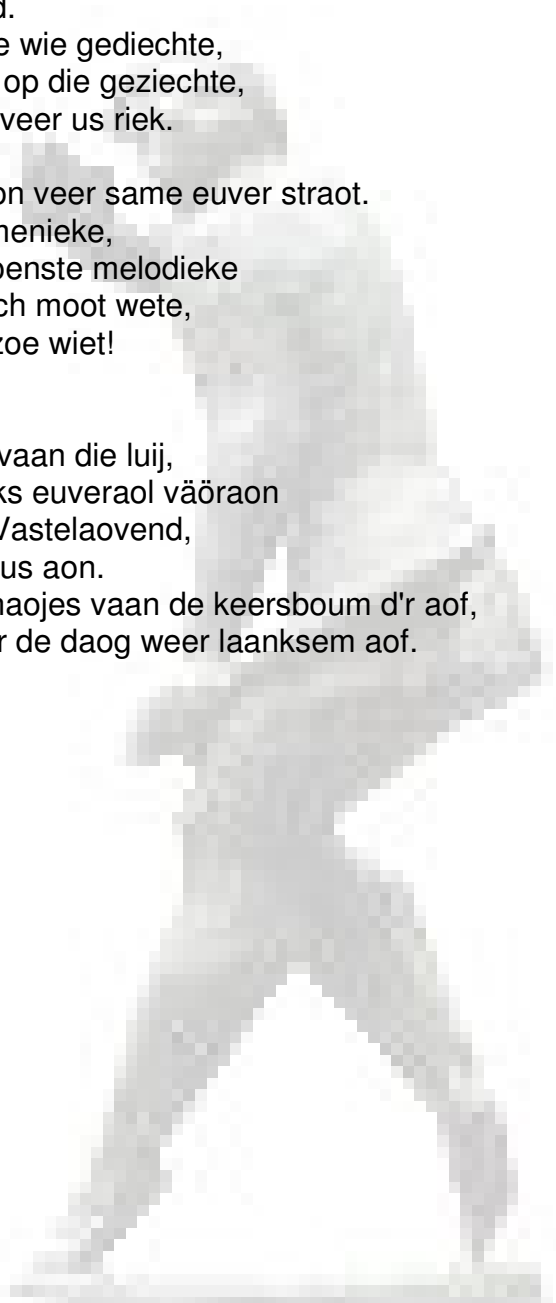 d.
e wie gediechte,
op die geziechte,
veer us riek.
on veer same euver straot.
menieke,
oenste melodieke
ch moot wete,
zoe wiet!
vaan die luij,
ks euveraol väöraon
Vastelaovend,
us aon.
naojes vaan de keersboum d'r aof,
r de daog weer laanksem aof.